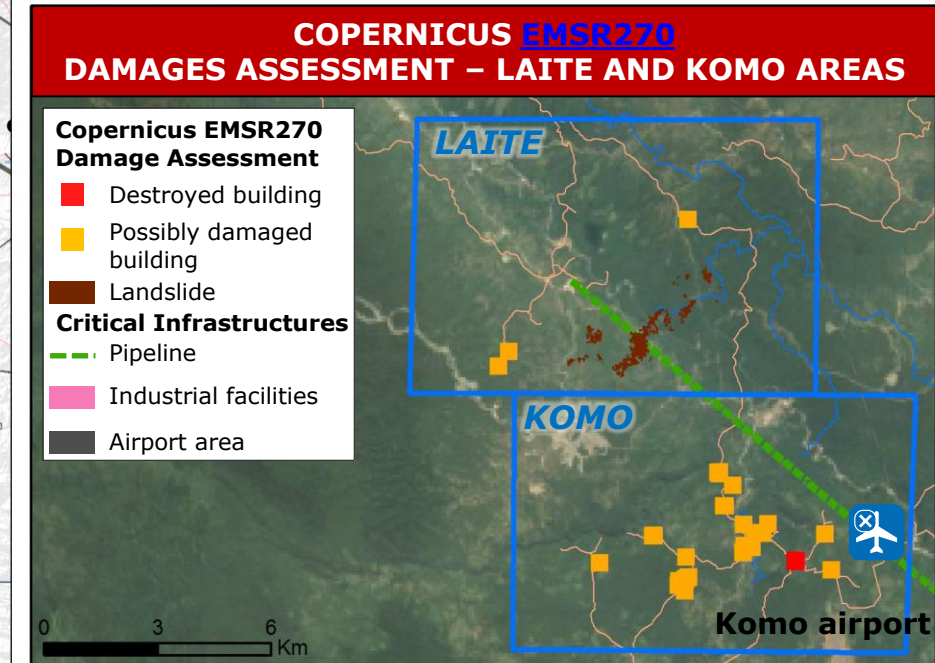 COPERNICUS EMSR270
DAMAGES ASSESSMENT – LAITE AND KOMO AREAS
Copernicus EMSR270
Damage Assessment
Destroyed building
Possibly damaged
building
Landslide
Critical Infrastructures
Pipeline
Industrial facilities
Airport area
LAITE
KOMO
Komo airport
0 3 6
Km